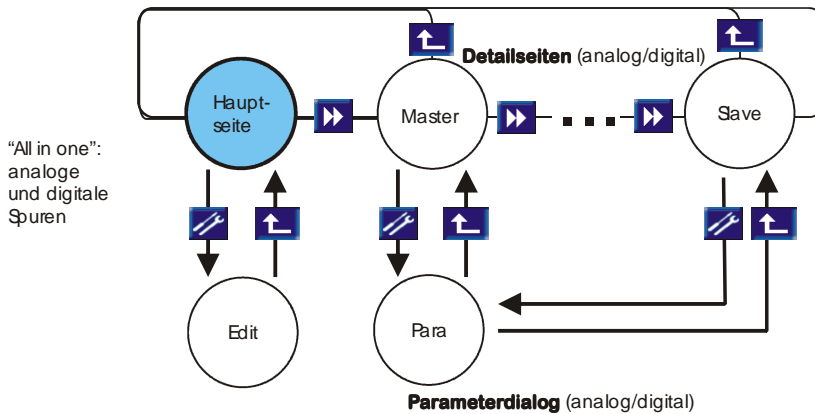 Detailseiten (analog/digital)
Haupt-
seite
Master
Slave
"All in one":
analoge
und digitale
Spuren
Edit
Para
Parameterdialog (analog/digital)